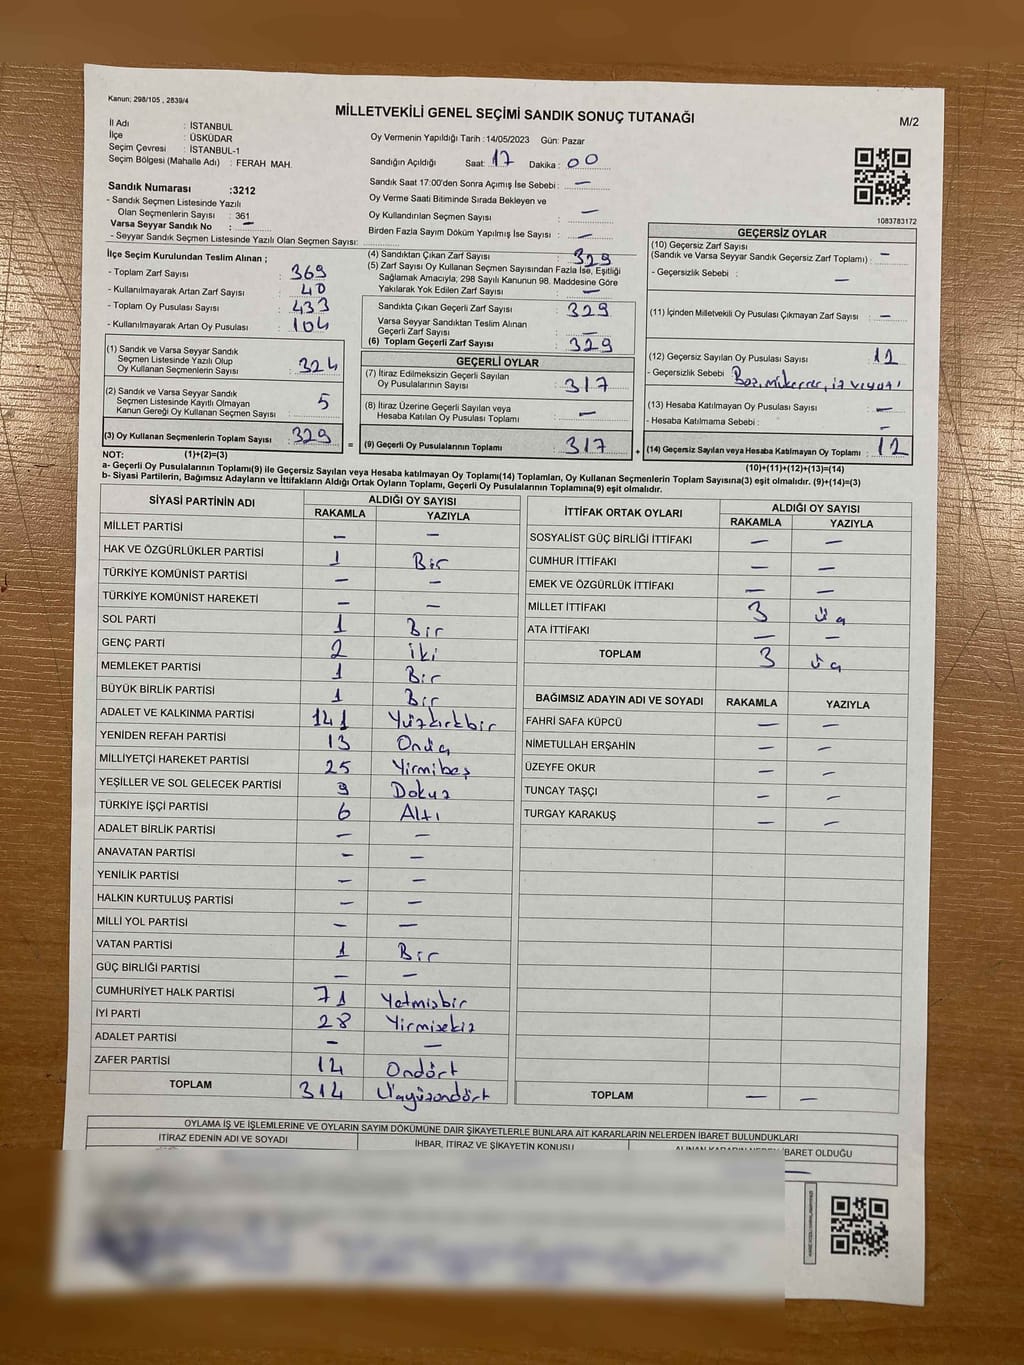 Kanun; 298/105 , 2839/4
MİLLETVEKİLİ GENEL SEÇİMİ SANDIK SONUÇ TUTANAĞI
M/2
İl Adı : İSTANBUL
İlçe : ÜSKÜDAR
Seçim Çevresi : İSTANBUL-1
Seçim Bölgesi (Mahalle Adı) : FERAH MAH.
Oy Vermenin Yapıldığı Tarih : 14/05/2023 Gün: Pazar
Sandığın Açıldığı Saat: 17 Dakika : 00
Sandık Saat 17:00'den Sonra Açımış İse Sebebi : —
Oy Verme Saati Bitiminde Sırada Bekleyen ve
Oy Kullandırılan Seçmen Sayısı : —
Birden Fazla Sayım Döküm Yapılmış İse Sayısı : —
Sandık Numarası :3212
- Sandık Seçmen Listesinde Yazılı
Olan Seçmenlerin Sayısı : 361
Varsa Seyyar Sandık No : —
- Seyyar Sandık Seçmen Listesinde Yazılı Olan Seçmen Sayısı:
1083783172
İlçe Seçim Kurulundan Teslim Alınan ;
- Toplam Zarf Sayısı : 369
- Kullanılmayarak Artan Zarf Sayısı : 40
- Toplam Oy Pusulası Sayısı : 433
- Kullanılmayarak Artan Oy Pusulası : 104
(1) Sandık ve Varsa Seyyar Sandık
Seçmen Listesinde Yazılı Olup
Oy Kullanan Seçmenlerin Sayısı : 324
(2) Sandık ve Varsa Seyyar Sandık
Seçmen Listesinde Kayıtlı Olmayan
Kanun Gereği Oy Kullanan Seçmen Sayısı : 5
(3) Oy Kullanan Seçmenlerin Toplam Sayısı : 329
(4) Sandıktan Çıkan Zarf Sayısı : 329
(5) Zarf Sayısı Oy Kullanan Seçmen Sayısından Fazla İse, Eşitliği
Sağlamak Amacıyla; 298 Sayılı Kanunun 98. Maddesine Göre
Yakılarak Yok Edilen Zarf Sayısı : —
Sandıkta Çıkan Geçerli Zarf Sayısı : 329
Varsa Seyyar Sandıktan Teslim Alınan
Geçerli Zarf Sayısı : —
(6) Toplam Geçerli Zarf Sayısı : 329
GEÇERLİ OYLAR
(7) İtiraz Edilmeksizin Geçerli Sayılan
Oy Pusulalarının Sayısı : 317
(8) İtiraz Üzerine Geçerli Sayılan veya
Hesaba Katılan Oy Pusulası Toplamı : —
= (9) Geçerli Oy Pusulalarının Toplamı : 317 +
GEÇERSİZ OYLAR
(10) Geçersiz Zarf Sayısı
(Sandık ve Varsa Seyyar Sandık Geçersiz Zarf Toplamı) : —
- Geçersizlik Sebebi : —
(11) İçinden Milletvekili Oy Pusulası Çıkmayan Zarf Sayısı : —
(12) Geçersiz Sayılan Oy Pusulası Sayısı : 12
- Geçersizlik Sebebi :
(13) Hesaba Katılmayan Oy Pusulası Sayısı : —
- Hesaba Katılmama Sebebi : —
(14) Geçersiz Sayılan veya Hesaba Katılmayan Oy Toplamı : 12
NOT: (1)+(2)=(3)
(10)+(11)+(12)+(13)=(14)
a- Geçerli Oy Pusulalarının Toplamı(9) ile Geçersiz Sayılan veya Hesaba katılmayan Oy Toplamı(14) Toplamları, Oy Kullanan Seçmenlerin Toplam Sayısına(3) eşit olmalıdır. (9)+(14)=(3)
b- Siyasi Partilerin, Bağımsız Adayların ve İttifakların Aldığı Ortak Oyların Toplamı, Geçerli Oy Pusulalarının Toplamına(9) eşit olmalıdır.
SİYASİ PARTİNİN ADI ALDIĞI OY SAYISI
RAKAMLA YAZIYLA
MİLLET PARTİSİ — —
HAK VE ÖZGÜRLÜKLER PARTİSİ 1 Bir
TÜRKİYE KOMÜNİST PARTİSİ — —
TÜRKİYE KOMÜNİST HAREKETİ — —
SOL PARTİ 1 Bir
GENÇ PARTİ 2 iki
MEMLEKET PARTİSİ 1 Bir
BÜYÜK BİRLİK PARTİSİ 1 Bir
ADALET VE KALKINMA PARTİSİ 141 Yüzkırkbir
YENİDEN REFAH PARTİSİ 13 Onüç
MİLLİYETÇİ HAREKET PARTİSİ 25 Yirmibeş
YEŞİLLER VE SOL GELECEK PARTİSİ 9 Dokuz
TÜRKİYE İŞÇİ PARTİSİ 6 Altı
ADALET BİRLİK PARTİSİ — —
ANAVATAN PARTİSİ — —
YENİLİK PARTİSİ — —
HALKIN KURTULUŞ PARTİSİ — —
MİLLİ YOL PARTİSİ — —
VATAN PARTİSİ 1 Bir
GÜÇ BİRLİĞİ PARTİSİ — —
CUMHURİYET HALK PARTİSİ 71 Yetmişbir
İYİ PARTİ 28 Yirmisekiz
ADALET PARTİSİ — —
ZAFER PARTİSİ 14 Ondört
TOPLAM 314 Üçyüzondört
İTTİFAK ORTAK OYLARI ALDIĞI OY SAYISI
RAKAMLA YAZIYLA
SOSYALİST GÜÇ BİRLİĞİ İTTİFAKI — —
CUMHUR İTTİFAKI — —
EMEK VE ÖZGÜRLÜK İTTİFAKI — —
MİLLET İTTİFAKI 3 Üç
ATA İTTİFAKI — —
TOPLAM 3 Üç
BAĞIMSIZ ADAYIN ADI VE SOYADI RAKAMLA YAZIYLA
FAHRİ SAFA KÜPCÜ — —
NİMETULLAH ERŞAHİN — —
ÜZEYFE OKUR — —
TUNCAY TAŞÇI — —
TURGAY KARAKUŞ — —
TOPLAM — —
OYLAMA İŞ VE İŞLEMLERİNE VE OYLARIN SAYIM DÖKÜMÜNE DAİR ŞİKAYETLERLE BUNLARA AİT KARARLARIN NELERDEN İBARET BULUNDUKLARI
İTİRAZ EDENİN ADI VE SOYADI İHBAR, İTİRAZ VE ŞİKAYETİN KONUSU İBARET OLDUĞU